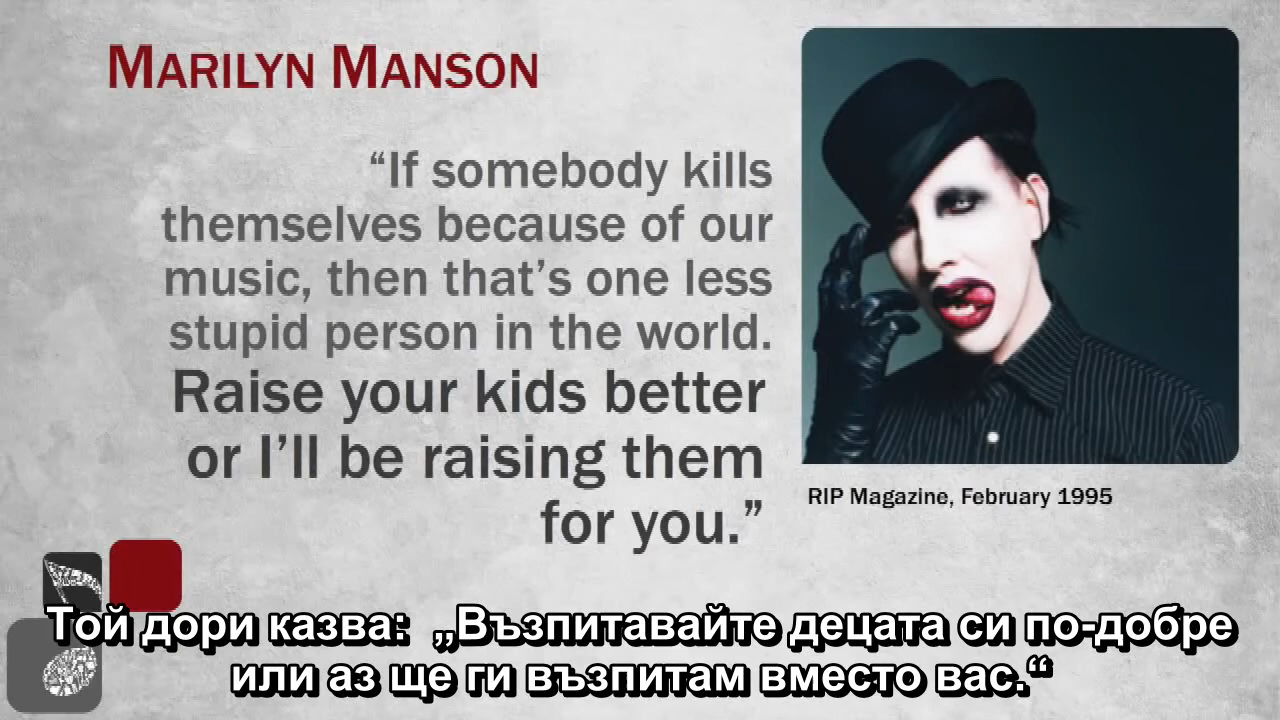 MARILYN MANSON
“If somebody kills
themselves because of our
music, then that’s one less
stupid person in the world.
Raise your kids better
or I’ll be raising them
for you.”
RIP Magazine, February 1995
Той дори казва: „Възпитавайте децата си по-добре
или аз ще ги възпитам вместо вас.“